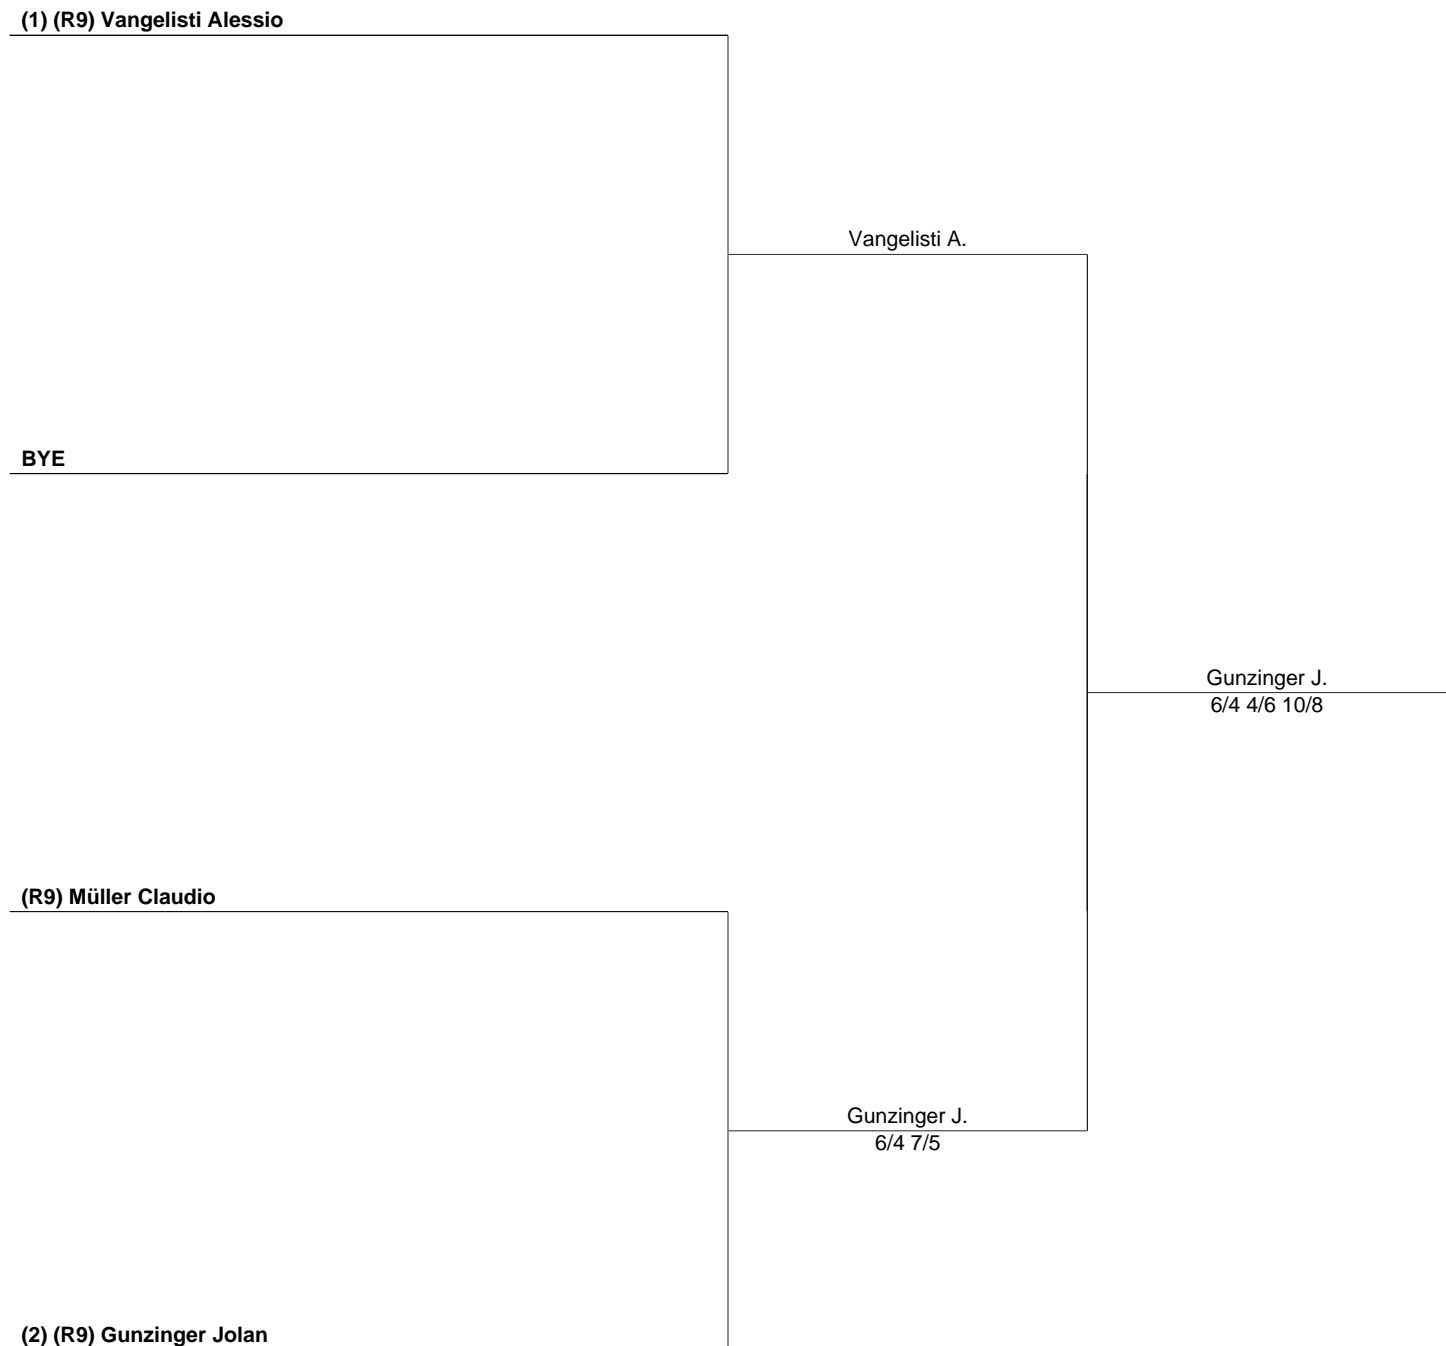 (1) (R9) Vangelisti Alessio
Vangelisti A.
BYE
Gunzinger J.
6/4 4/6 10/8
(R9) Müller Claudio
Gunzinger J.
6/4 7/5
(2) (R9) Gunzinger Jolan